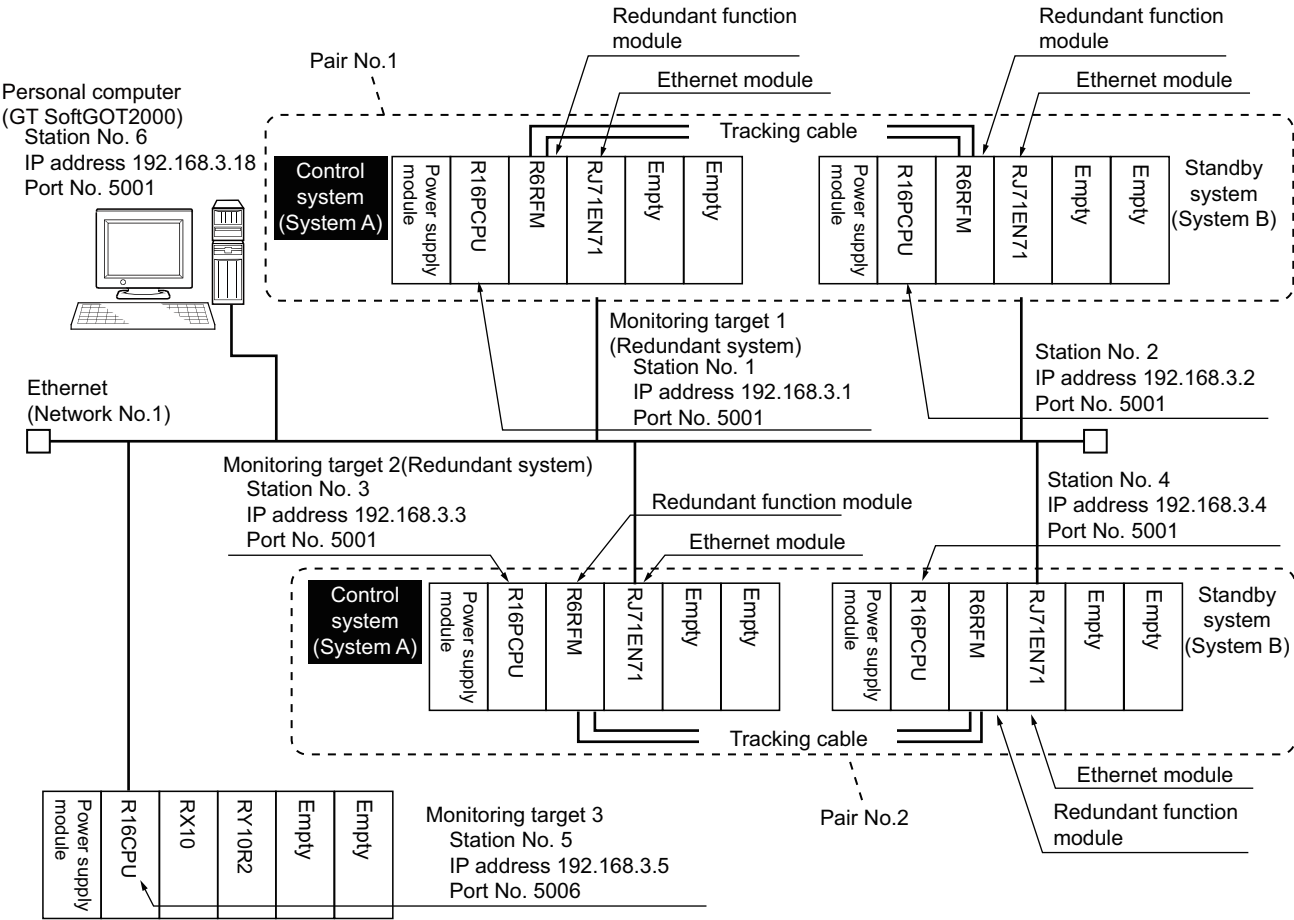 Redundant function
module
Redundant function
module
Pair No.1
Ethernet module
Ethernet module
Personal computer
(GT SoftGOT2000)
Station No. 6
IP address 192.168.3.18
Port No. 5001
Tracking cable
Control
system
(System A)
Power supply
module
R16PCPU
R6RFM
RJ71EN71
Empty
Empty
Power supply
module
R16PCPU
R6RFM
RJ71EN71
Empty
Empty
Standby
system
(System B)
Monitoring target 1
(Redundant system)
Station No. 1
IP address 192.168.3.1
Port No. 5001
Station No. 2
IP address 192.168.3.2
Port No. 5001
Ethernet
(Network No.1)
Monitoring target 2(Redundant system)
Station No. 3
IP address 192.168.3.3
Port No. 5001
Redundant function module
Ethernet module
Station No. 4
IP address 192.168.3.4
Port No. 5001
Control
system
(System A)
Power supply
module
R16PCPU
R6RFM
RJ71EN71
Empty
Empty
Power supply
module
R16PCPU
R6RFM
RJ71EN71
Empty
Empty
Standby
system
(System B)
Tracking cable
Ethernet module
Redundant function
module
Pair No.2
Power supply
module
R16CPU
RX10
RY10R2
Empty
Empty
Monitoring target 3
Station No. 5
IP address 192.168.3.5
Port No. 5006